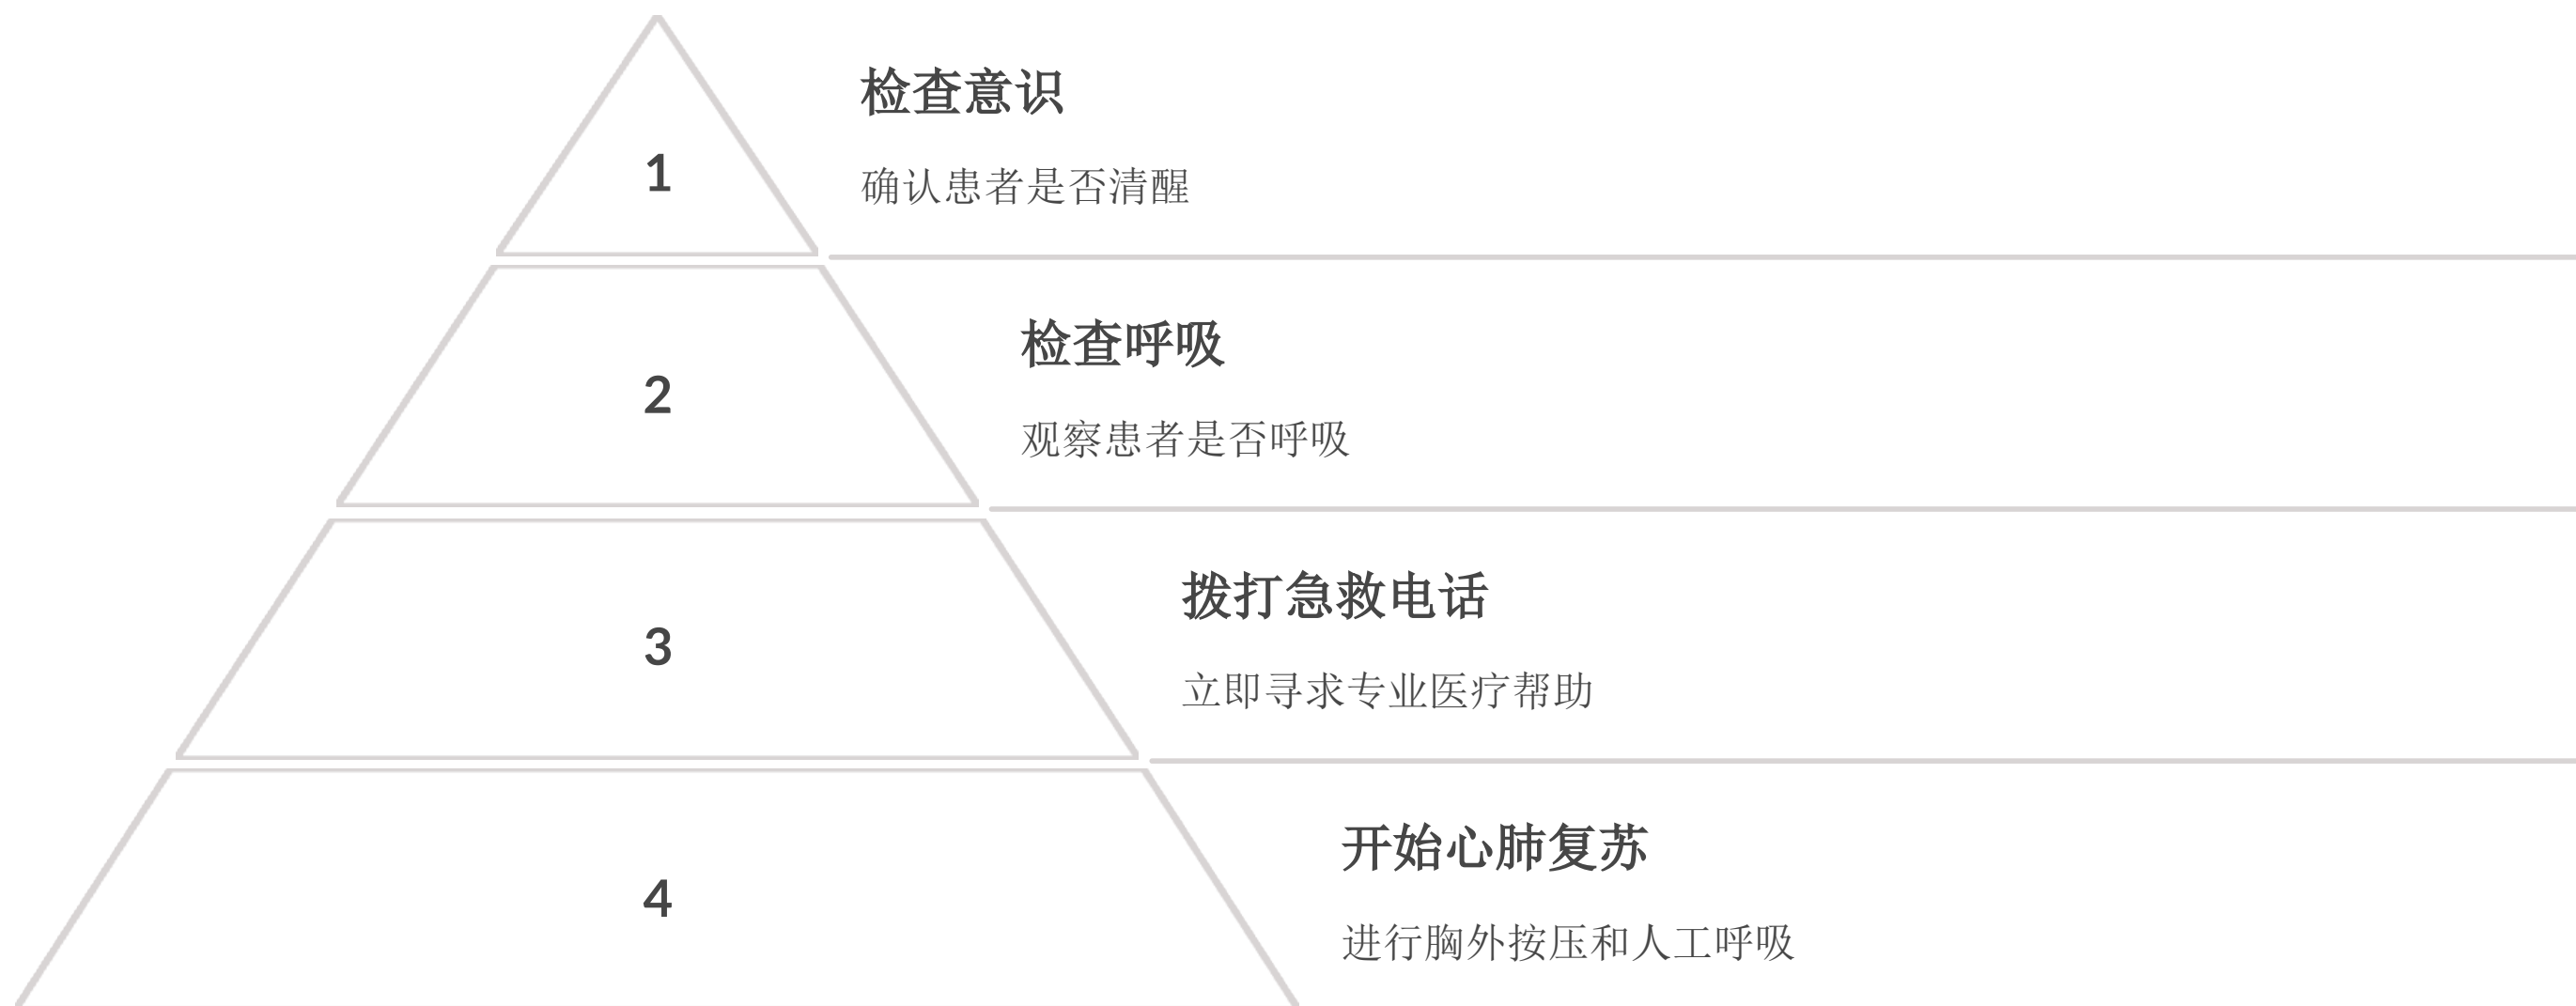 1
检查意识
确认患者是否清醒
2
检查呼吸
观察患者是否呼吸
3
拨打急救电话
立即寻求专业医疗帮助
4
开始心肺复苏
进行胸外按压和人工呼吸